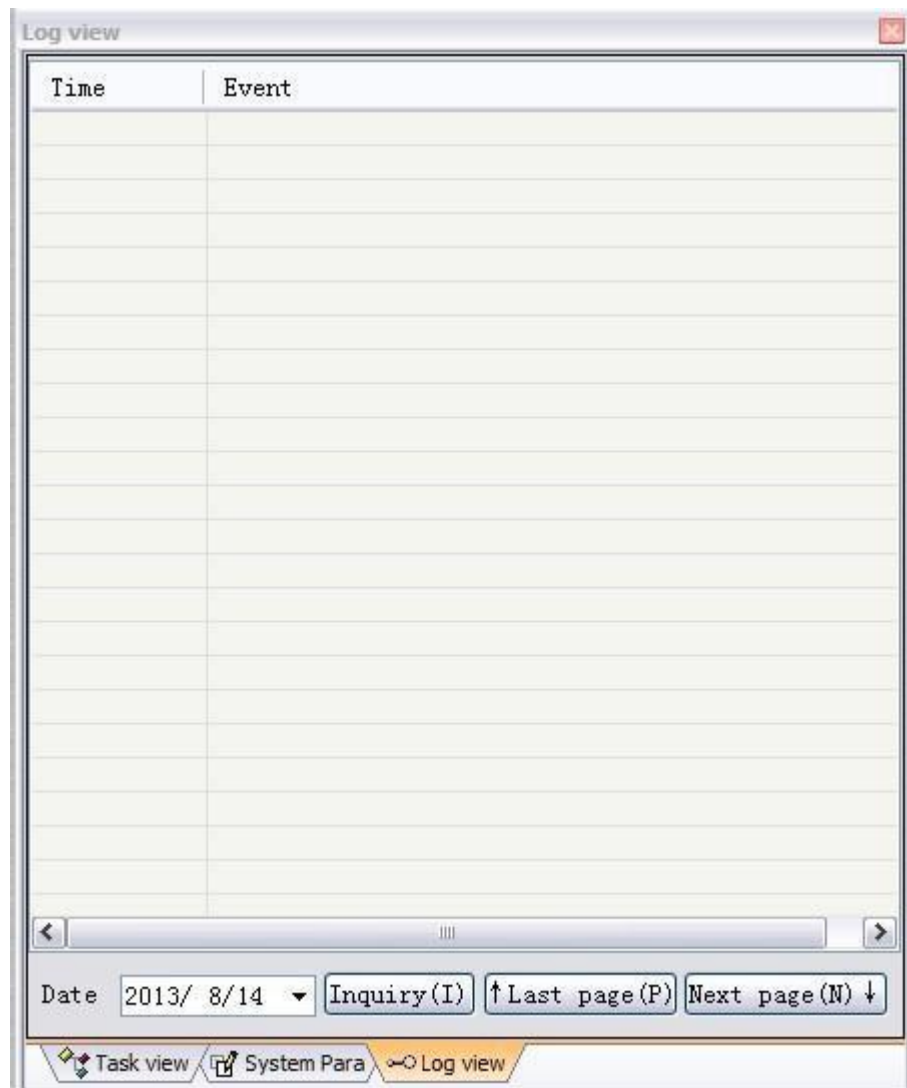 Log view
Time Event
Date 2013/ 8/14 Inquiry(I) ↑Last page(P) Next page(N)↓
Task view System Para Log view